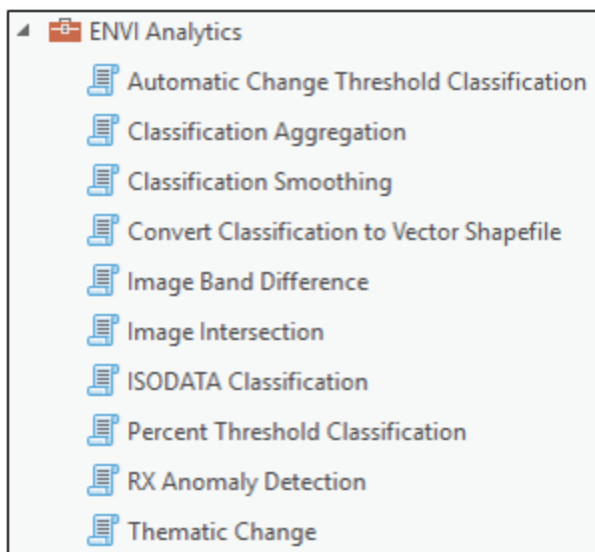 ENVI Analytics
Automatic Change Threshold Classification
Classification Aggregation
Classification Smoothing
Convert Classification to Vector Shapefile
Image Band Difference
Image Intersection
ISODATA Classification
Percent Threshold Classification
RX Anomaly Detection
Thematic Change